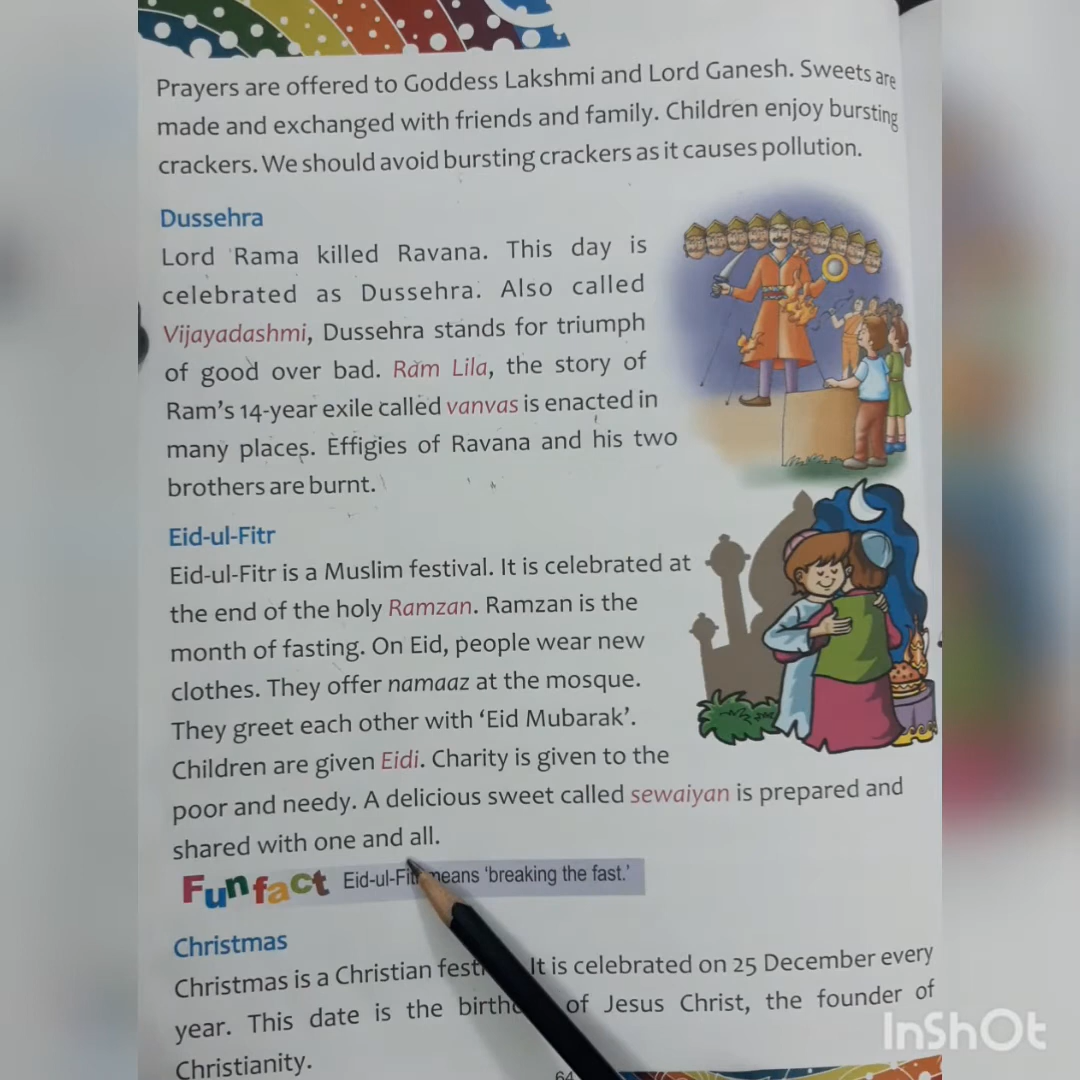 Prayers are offered to Goddess Lakshmi and Lord Ganesh. Sweets are
made and exchanged with friends and family. Children enjoy bursting
crackers. We should avoid bursting crackers as it causes pollution.
Dussehra
Lord Rama killed Ravana. This day is
celebrated as Dussehra. Also called
Vijayadashmi, Dussehra stands for triumph
of good over bad. Ram Lila, the story of
Ram's 14-year exile called vanvas is enacted in
many places. Effigies of Ravana and his two
brothers are burnt.
Eid-ul-Fitr
Eid-ul-Fitr is a Muslim festival. It is celebrated at
the end of the holy Ramzan. Ramzan is the
month of fasting. On Eid, people wear new
clothes. They offer namaaz at the mosque.
They greet each other with 'Eid Mubarak'.
Children are given Eidi. Charity is given to the
poor and needy. A delicious sweet called sewaiyan is prepared and
shared with one and all.
Fun fact Eid-ul-Fitr means 'breaking the fast.'
Christmas
Christmas is a Christian It is celebrated on 25 December every
year. This date is the of Jesus Christ, the founder of
Christianity.
64
InShOt